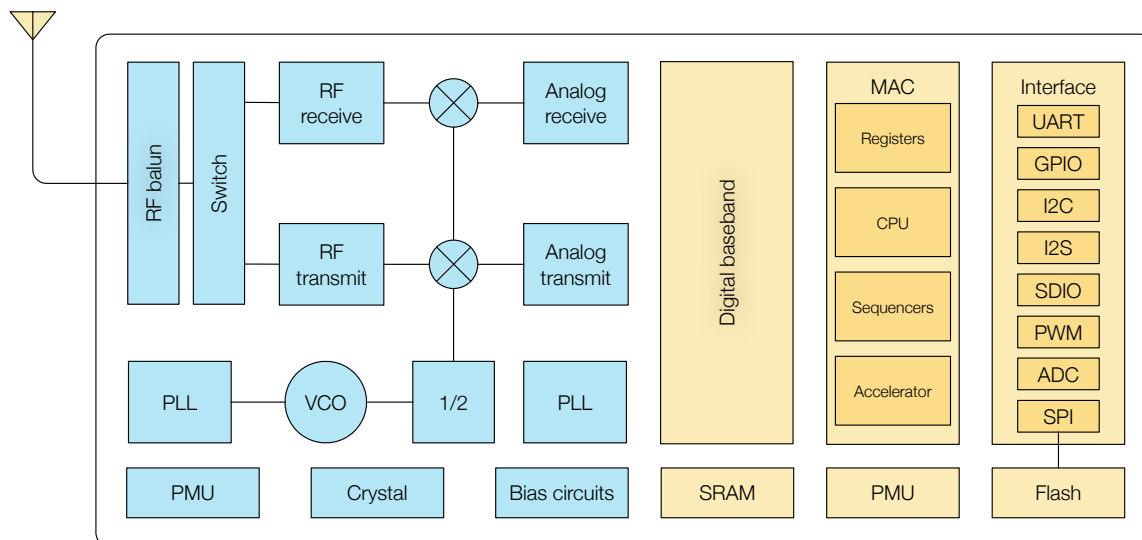 RF balun
Switch
RF
receive
Analog
receive
RF
transmit
Analog
transmit
PLL
VCO
1/2
PLL
PMU
Crystal
Bias circuits
Digital baseband
SRAM
MAC
Registers
CPU
Sequencers
Accelerator
PMU
Interface
UART
GPIO
I2C
I2S
SDIO
PWM
ADC
SPI
Flash